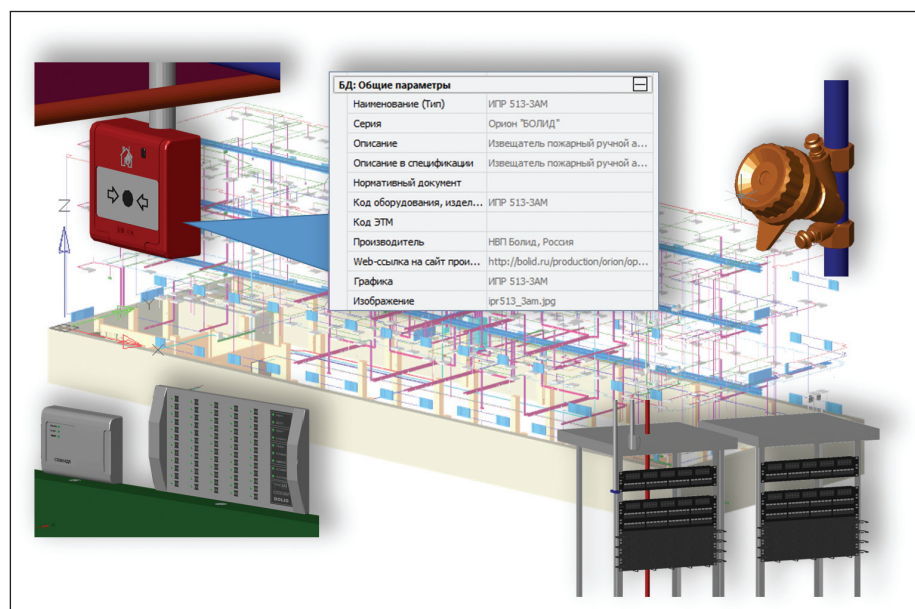 БД: Общие параметры
Наименование (Тип) ИПР 513-3АМ
Серия Орион "БОЛИД"
Описание Извещатель пожарный ручной а...
Описание в спецификации Извещатель пожарный ручной а...
Нормативный документ
Код оборудования, издел... ИПР 513-3АМ
Код ЭТМ
Производитель НВП Болид, Россия
Web-ссылка на сайт прои... http://bolid.ru/production/orion/op...
Графика ИПР 513-3АМ
Изображение ipr513_3am.jpg
Z
X
BOLID